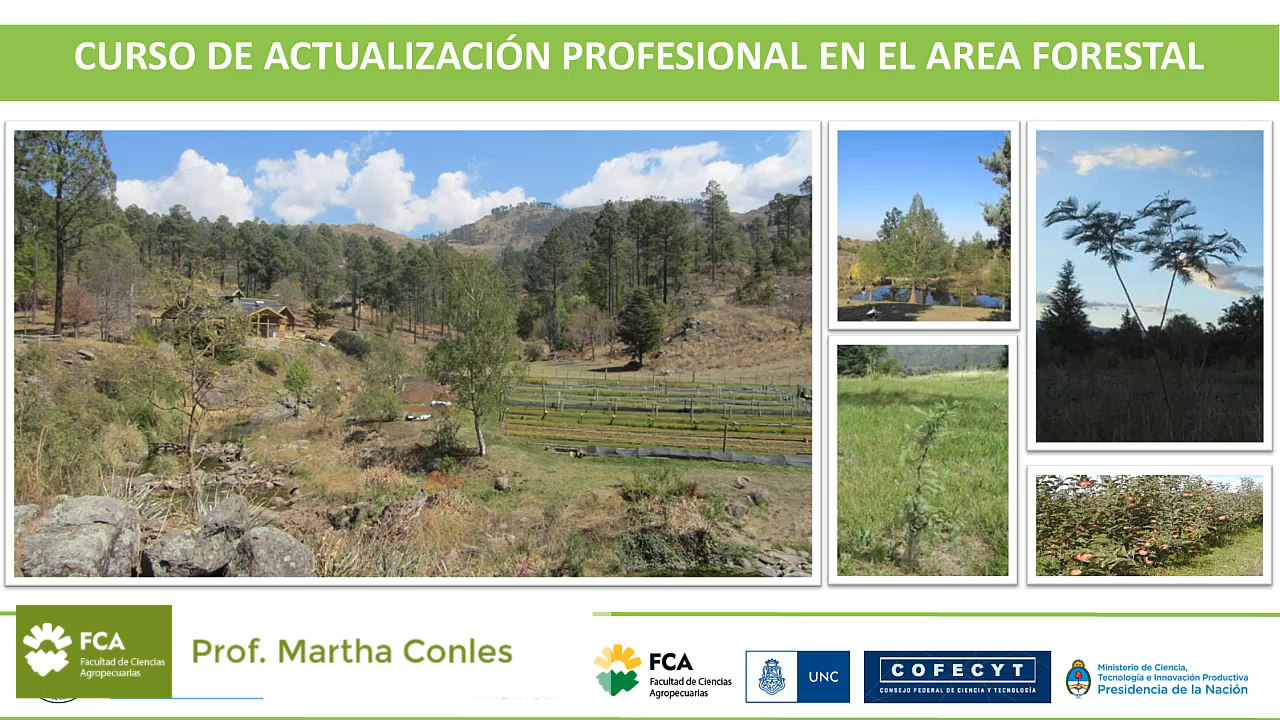 CURSO DE ACTUALIZACIÓN PROFESIONAL EN EL AREA FORESTAL
FCA
Facultad de Ciencias
Agropecuarias
Prof. Martha Conles
FCA
Facultad de Ciencias
Agropecuarias
UNC
COFECYT
CONSEJO FEDERAL DE CIENCIA Y TECNOLOGÍA
Ministerio de Ciencia,
Tecnología e Innovación Productiva
Presidencia de la Nación